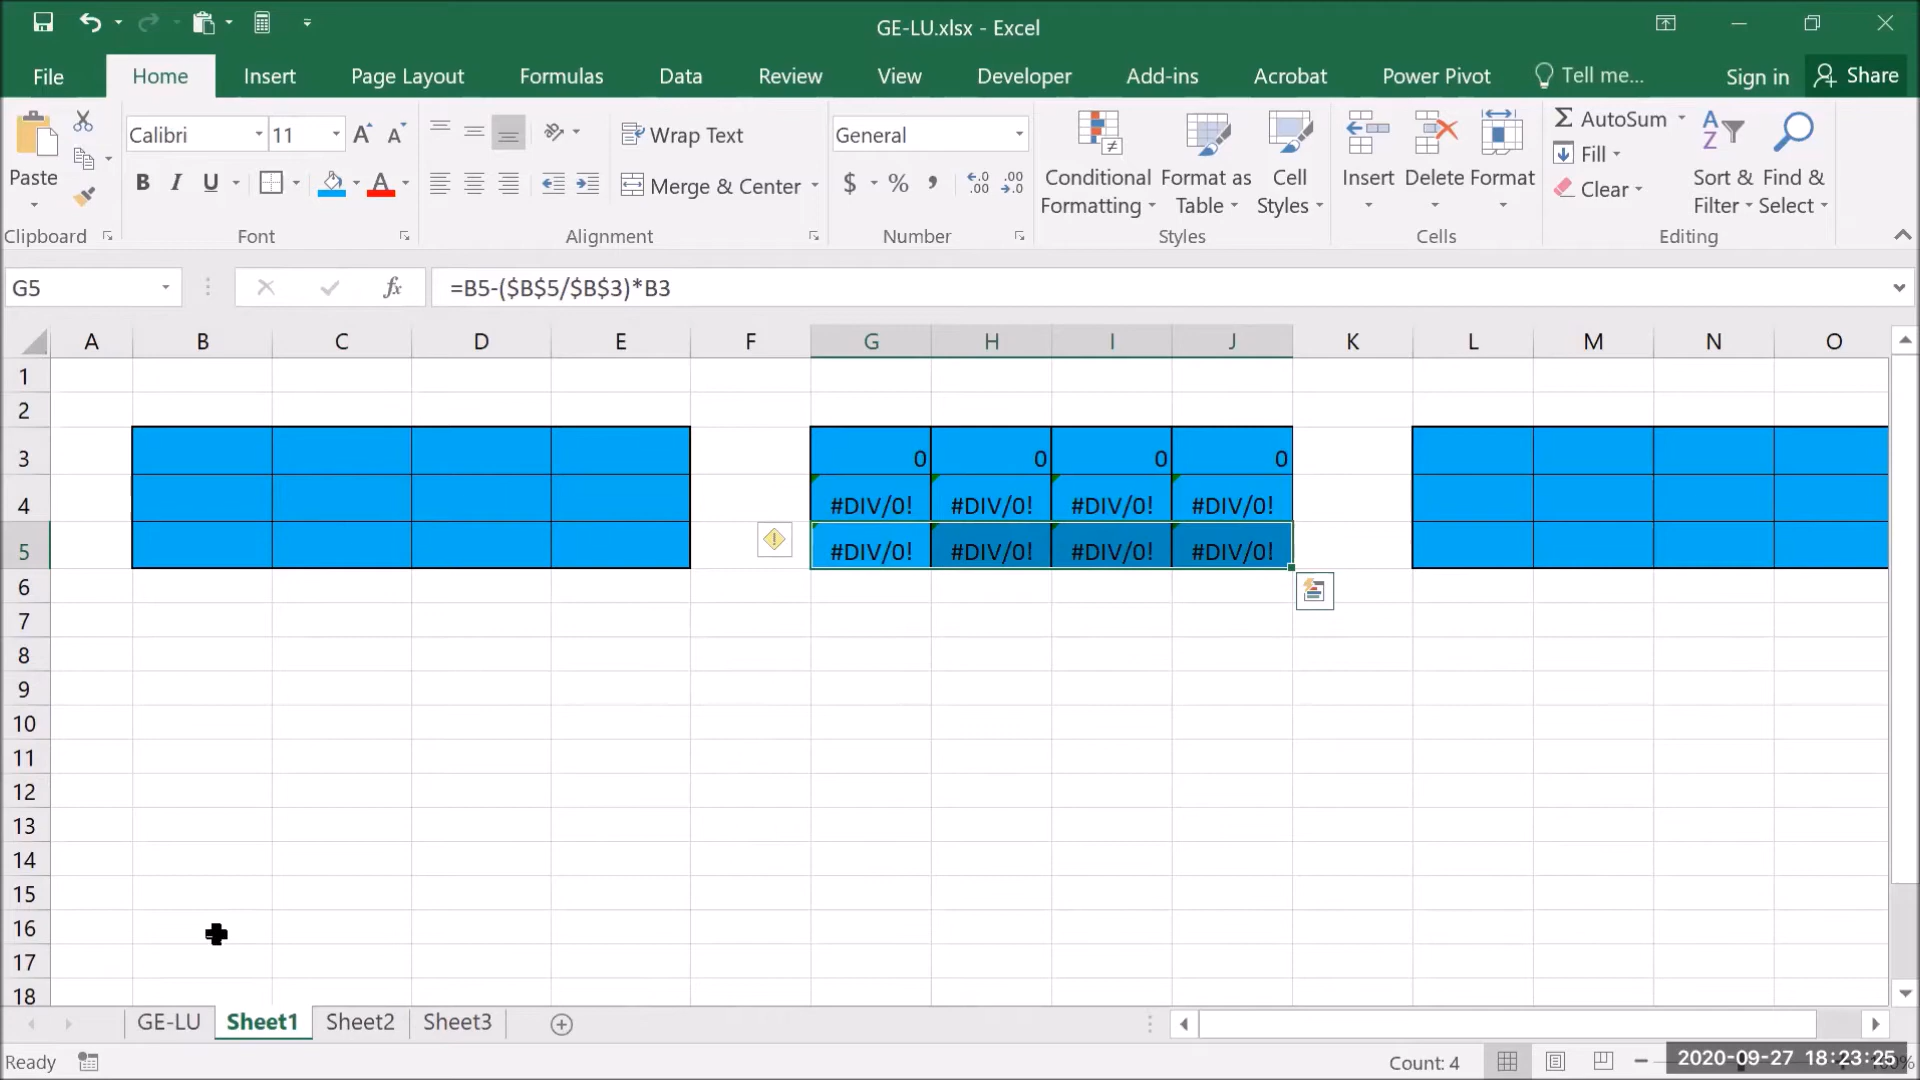 GE-LU.xlsx - Excel
File Home Insert Page Layout Formulas Data Review View Developer Add-ins Acrobat Power Pivot Tell me... Sign in Share
Paste
Clipboard
Calibri 11 A A
B I U A
Font
Wrap Text
Merge & Center
Alignment
General
$ % , .00 .0
Number
Conditional Formatting
Format as Table
Cell Styles
Styles
Insert Delete Format
Cells
AutoSum
Fill
Clear
Sort & Filter
Find & Select
Editing
G5 fx =B5-($B$5/$B$3)*B3
A B C D E F G H I J K L M N O
1
2
3 0 0 0 0
4 #DIV/0! #DIV/0! #DIV/0! #DIV/0!
5 #DIV/0! #DIV/0! #DIV/0! #DIV/0!
6
7
8
9
10
11
12
13
14
15
16
17
18
GE-LU Sheet1 Sheet2 Sheet3
Ready Count: 4
2020-09-27 18:23:25